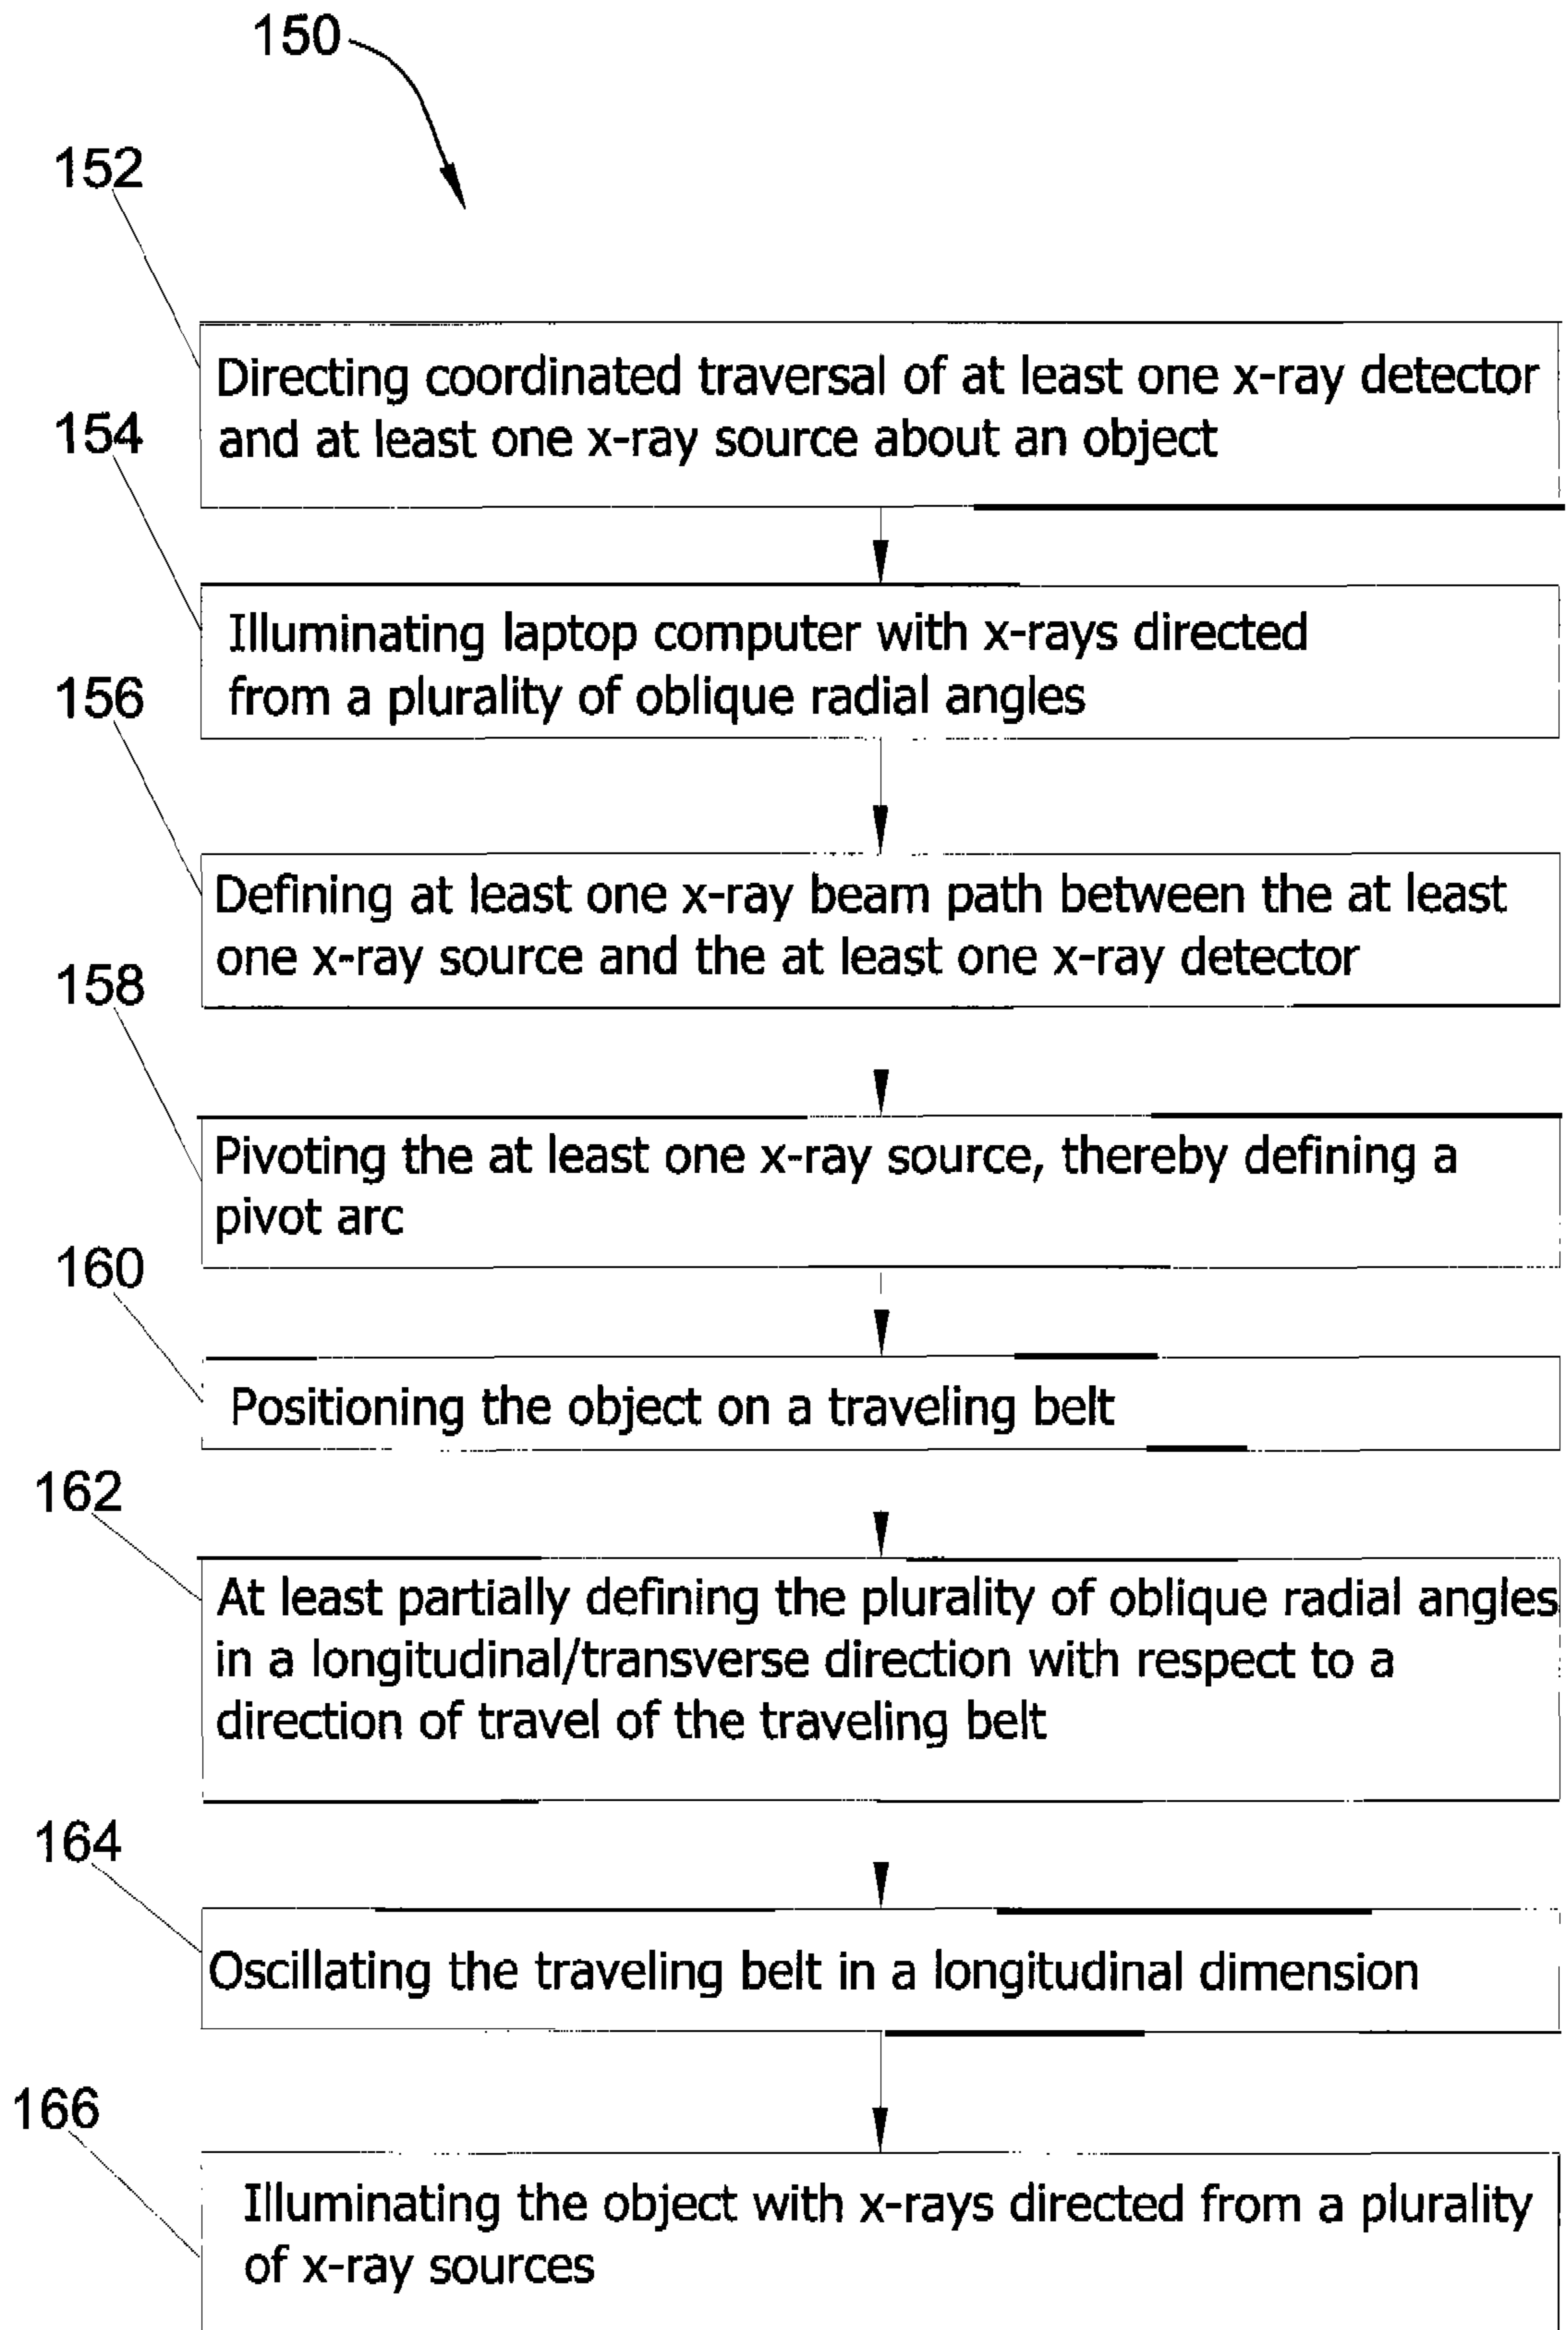 150
152
Directing coordinated traversal of at least one x-ray detector
and at least one x-ray source about an object
154
Illuminating laptop computer with x-rays directed
from a plurality of oblique radial angles
156
Defining at least one x-ray beam path between the at least
one x-ray source and the at least one x-ray detector
158
Pivoting the at least one x-ray source, thereby defining a
pivot arc
160
Positioning the object on a traveling belt
162
At least partially defining the plurality of oblique radial angles
in a longitudinal/transverse direction with respect to a
direction of travel of the traveling belt
164
Oscillating the traveling belt in a longitudinal dimension
166
Illuminating the object with x-rays directed from a plurality
of x-ray sources